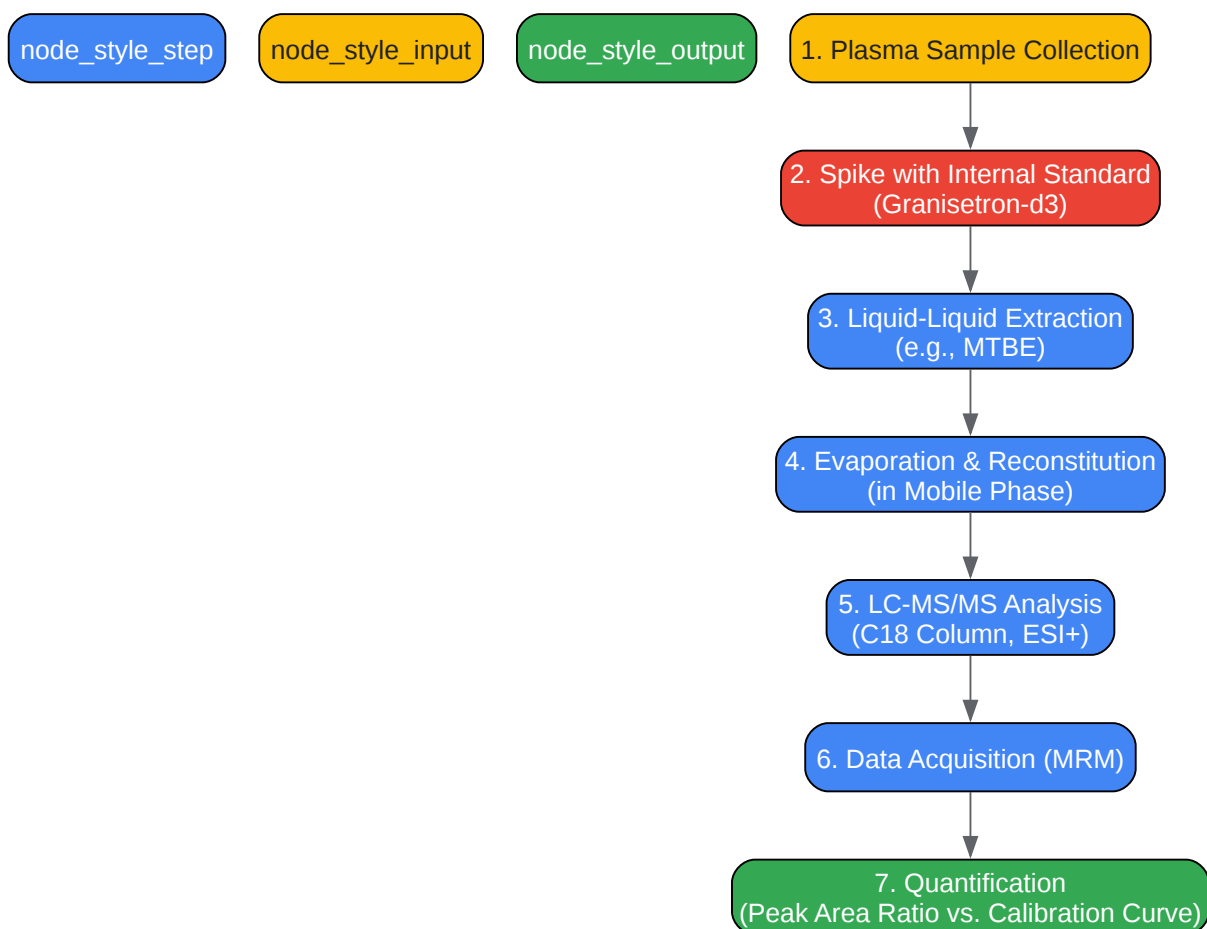 node_style_step
node_style_input
node_style_output
1. Plasma Sample Collection
2. Spike with Internal Standard
(Granisetron-d3)
3. Liquid-Liquid Extraction
(e.g., MTBE)
4. Evaporation & Reconstitution
(in Mobile Phase)
5. LC-MS/MS Analysis
(C18 Column, ESI+)
6. Data Acquisition (MRM)
7. Quantification
(Peak Area Ratio vs. Calibration Curve)